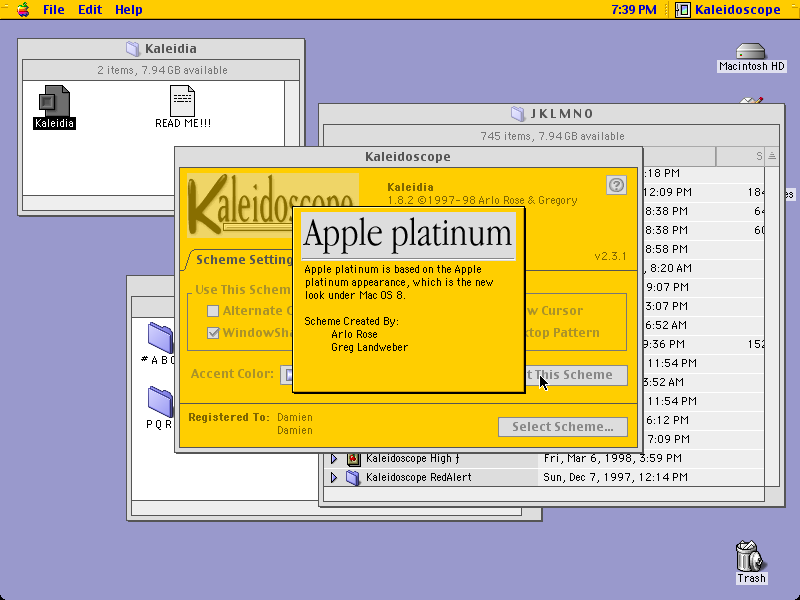 File Edit Help
7:39 PM
Kaleidoscope
Kaleidia
2 items, 7.94 GB available
Kaleidia
READ ME!!!
Macintosh HD
JKLMNO
745 items, 7.94 GB available
S
:18 PM
12:09 PM
8:38 PM
8:38 PM
8:58 PM
8:20 AM
9:07 PM
3:07 PM
6:52 AM
9:36 PM
11:54 PM
3:52 AM
11:54 PM
6:12 PM
7:09 PM
Kaleidoscope
Kaleidoscope
Kaleidia
1.8.2 ©1997-98 Arlo Rose & Gregory
Scheme Setting
v2.3.1
Use This Schem
Alternate
WindowSha
w Cursor
ktop Pattern
Accent Color:
t This Scheme
Registered To: Damien
Damien
Select Scheme...
Apple platinum
Apple platinum is based on the Apple
platinum appearance, which is the new
look under Mac OS 8.
Scheme Created By:
Arlo Rose
Greg Landweber
# A B C
P Q R
Kaleidoscope High ƒ Fri, Mar 6, 1998, 3:59 PM
Kaleidoscope RedAlert Sun, Dec 7, 1997, 12:14 PM
Trash